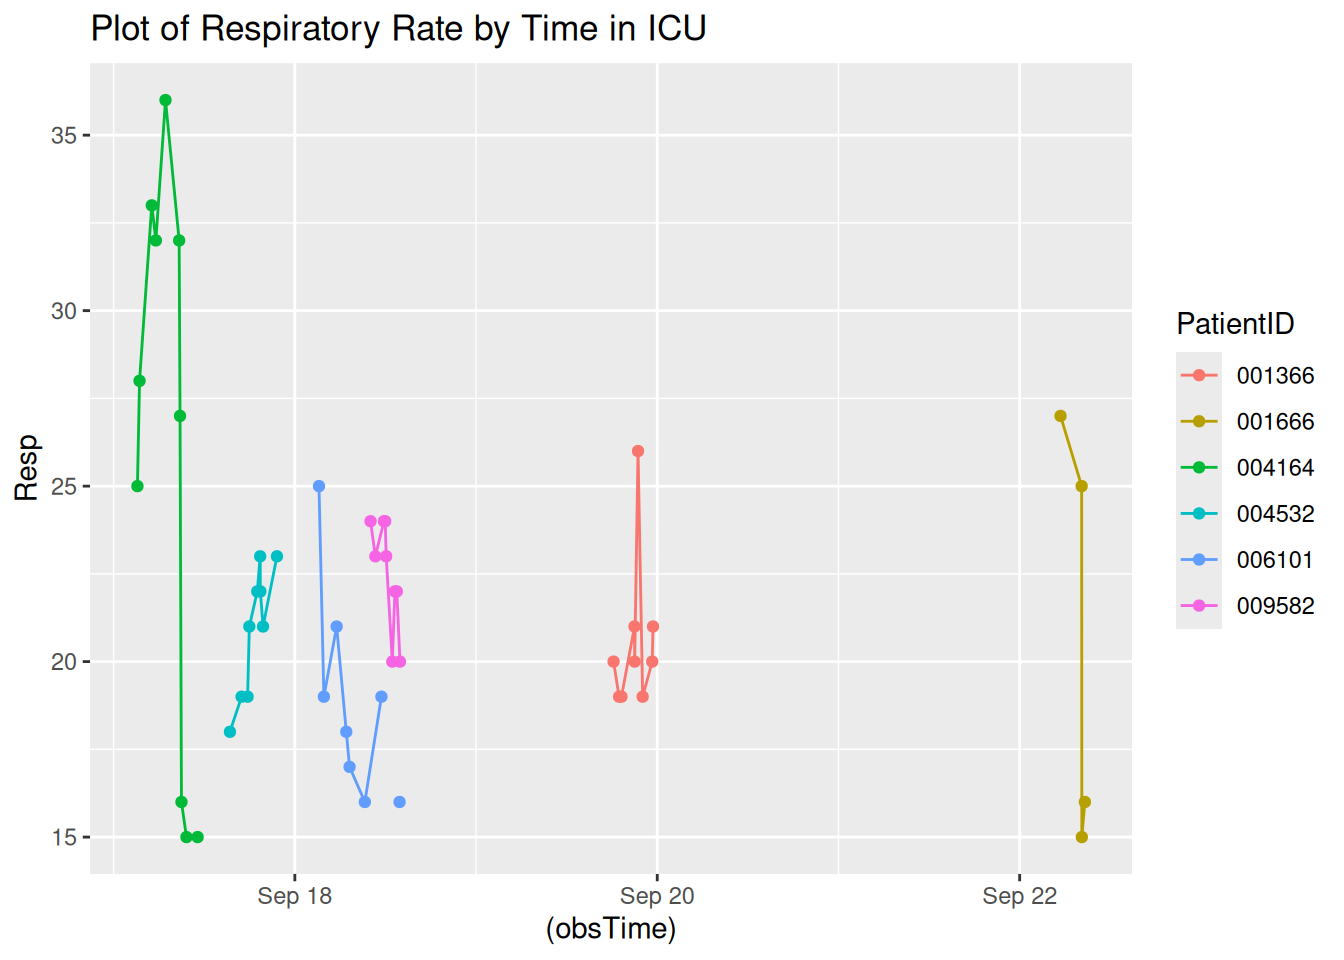 Plot of Respiratory Rate by Time in ICU
35
30
25
20
15
Resp
Sep 18
Sep 20
Sep 22
(obsTime)
PatientID
001366
001666
004164
004532
006101
009582